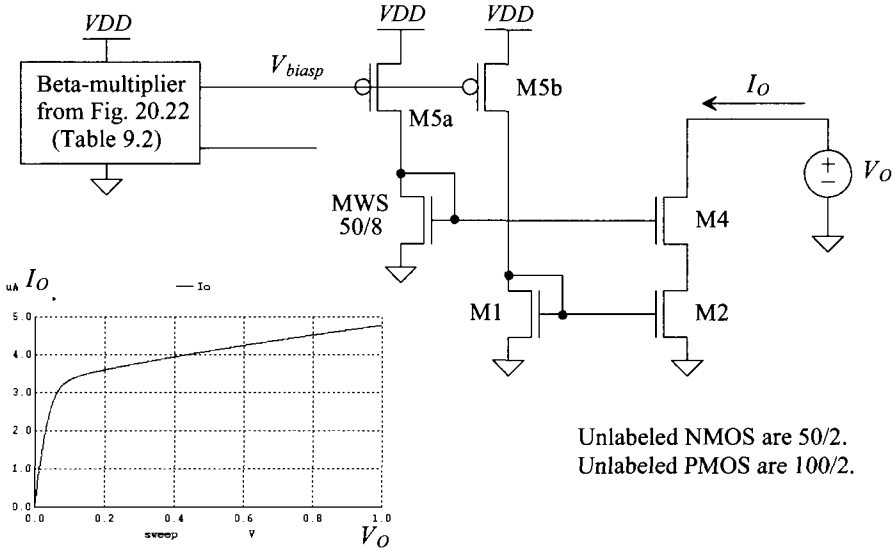 VDD
VDD
VDD
Beta-multiplier
from Fig. 20.22
(Table 9.2)
V_biasp
M5a
M5b
I_O
V_O
MWS
50/8
M4
M1
M2
uA I_O
Io
5.0
4.0
3.0
2.0
1.0
0.0
0.0 0.2 0.4 0.6 0.8 1.0
sweep V V_O
Unlabeled NMOS are 50/2.
Unlabeled PMOS are 100/2.